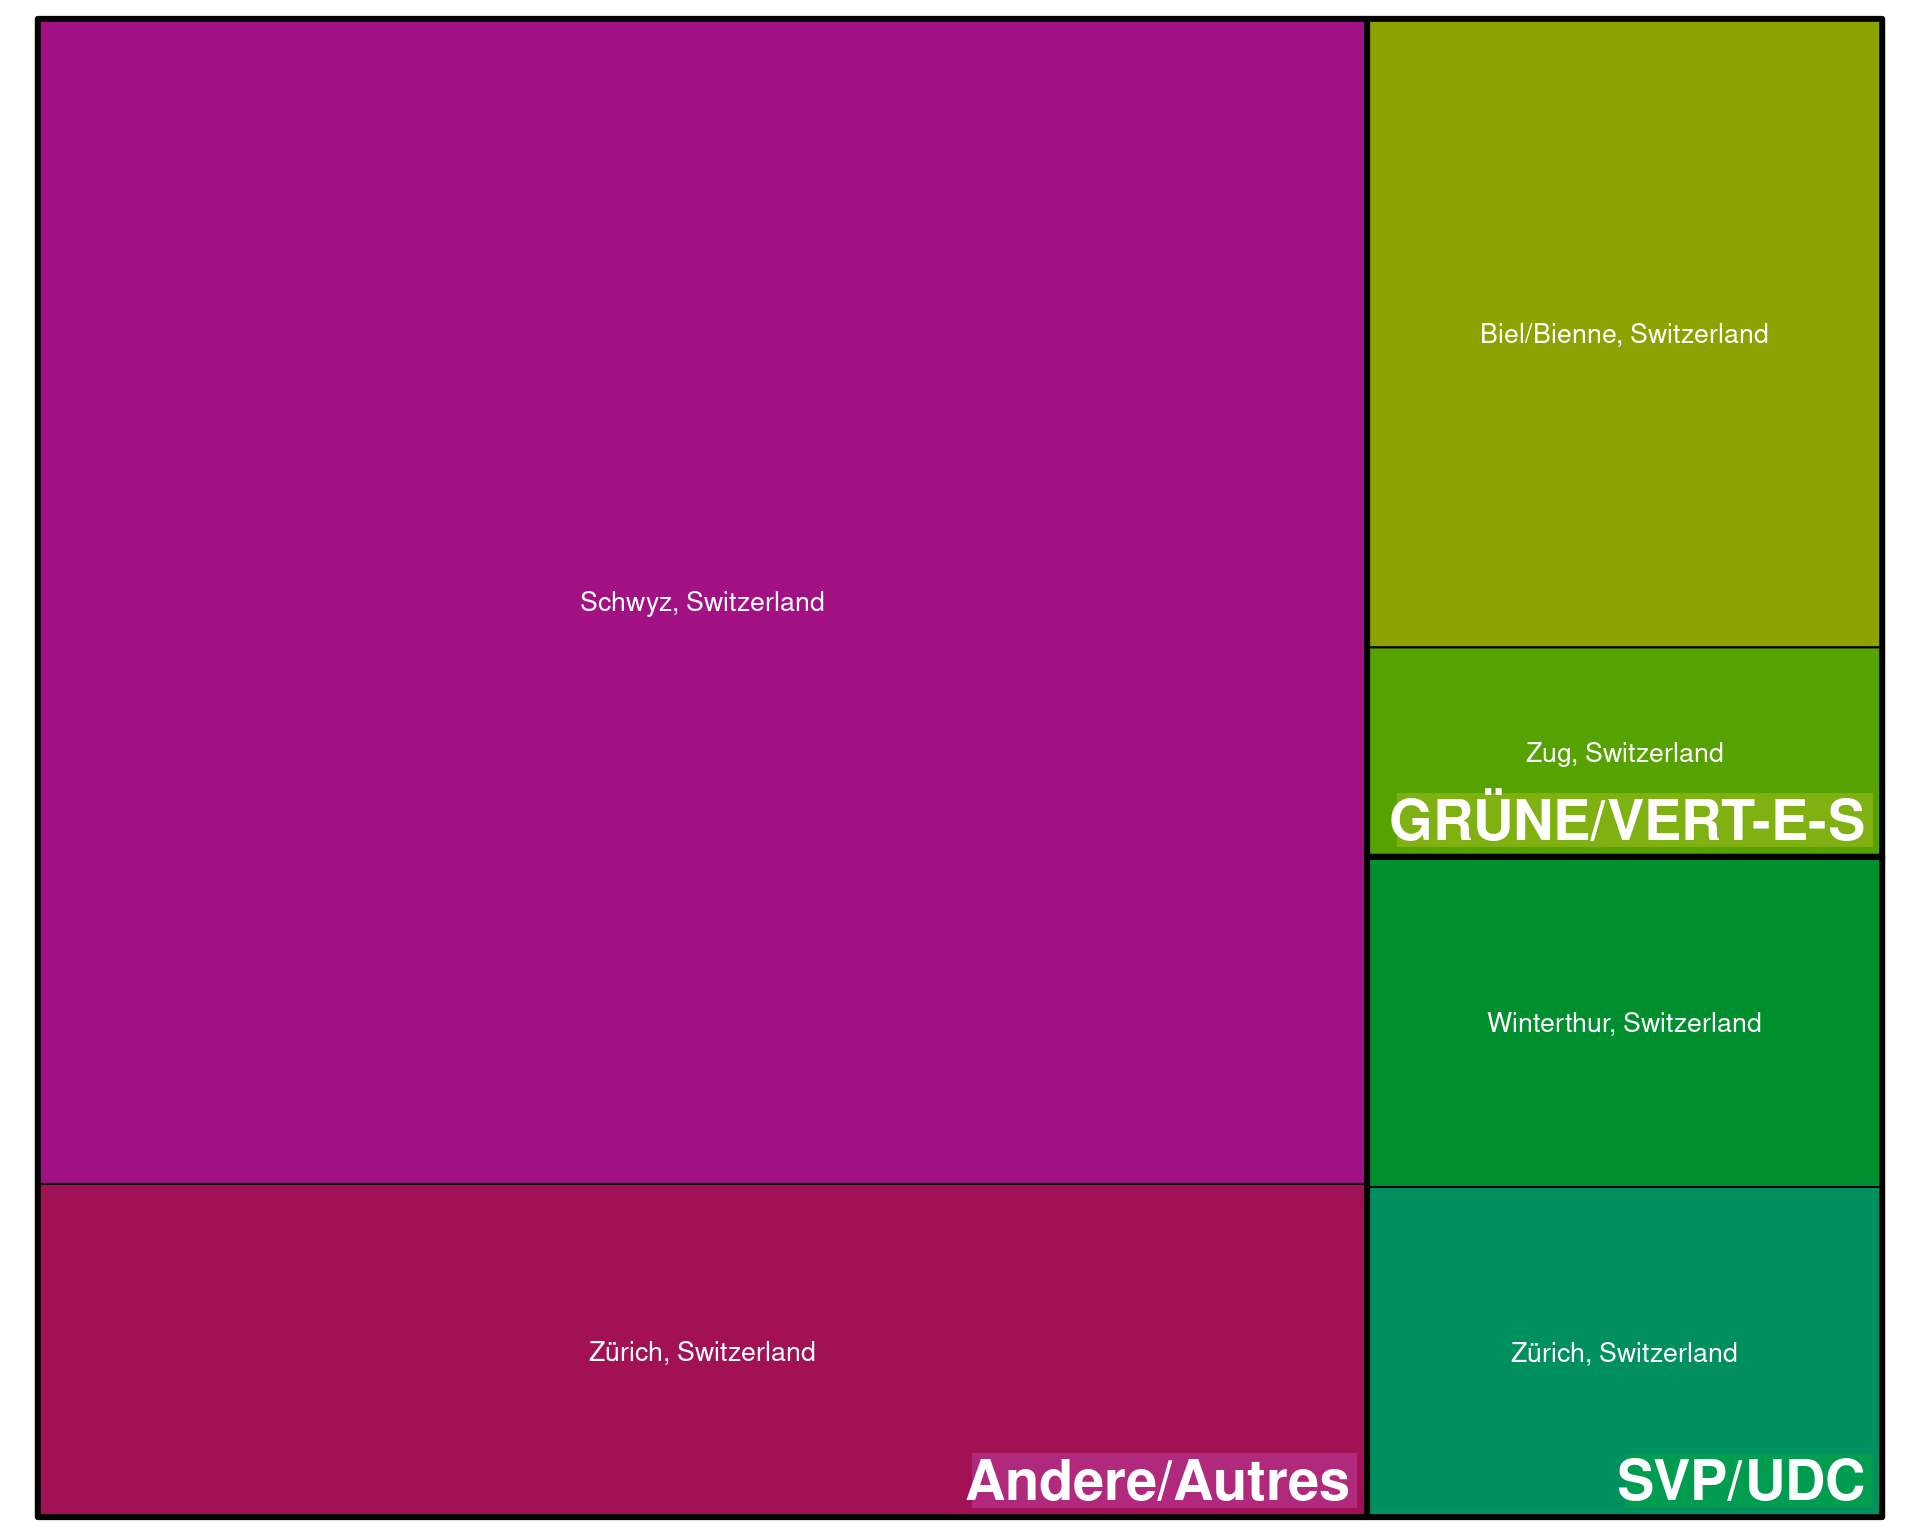 Schwyz, Switzerland
Zürich, Switzerland
Andere/Autres
Biel/Bienne, Switzerland
Zug, Switzerland
GRÜNE/VERT-E-S
Winterthur, Switzerland
Zürich, Switzerland
SVP/UDC